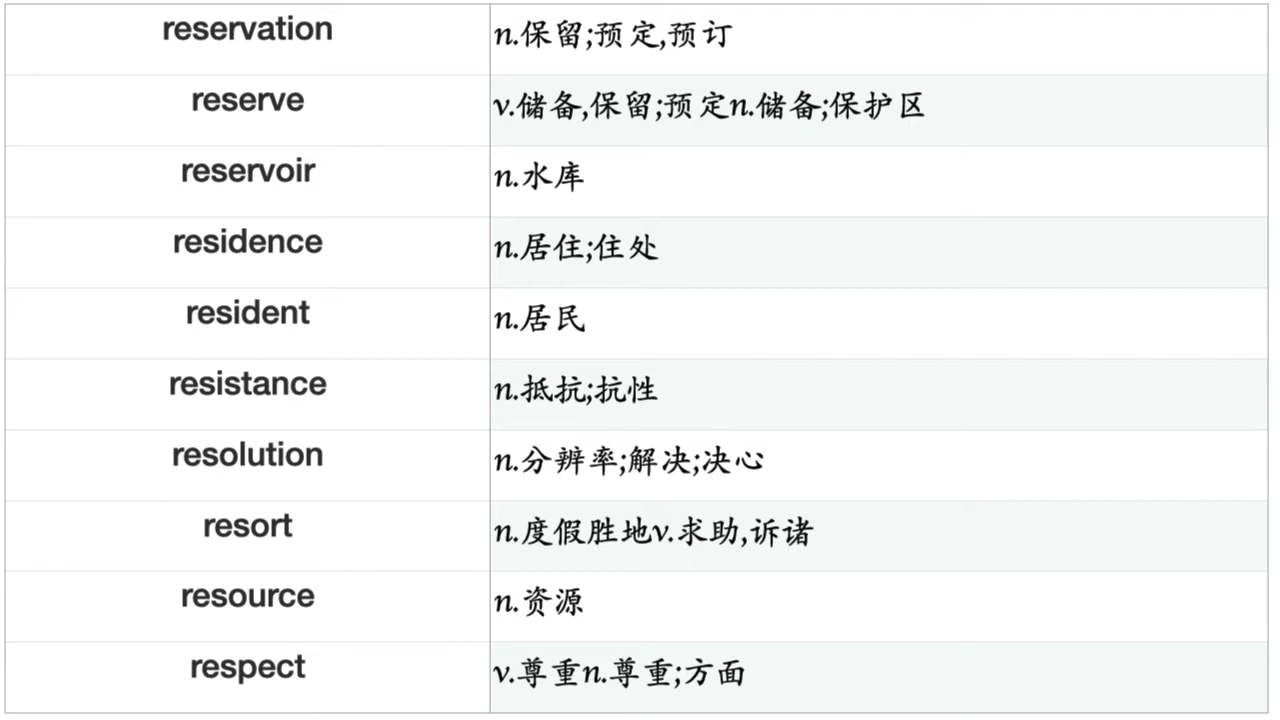 reservation n.保留;预定,预订
reserve v.储备,保留;预定n.储备;保护区
reservoir n.水库
residence n.居住;住处
resident n.居民
resistance n.抵抗;抗性
resolution n.分辨率;解决;决心
resort n.度假胜地v.求助,诉诸
resource n.资源
respect v.尊重n.尊重;方面